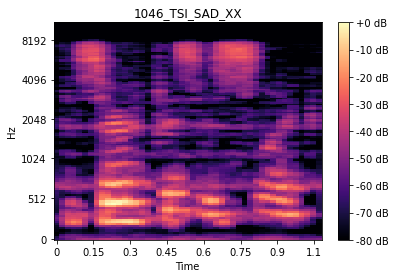 1046_TSI_SAD_XX
+0 dB
8192
-10 dB
4096
-20 dB
-30 dB
2048
Hz
-40 dB
1024
-50 dB
512
-60 dB
-70 dB
0
-80 dB
0 0.15 0.3 0.45 0.6 0.75 0.9 1.1
Time